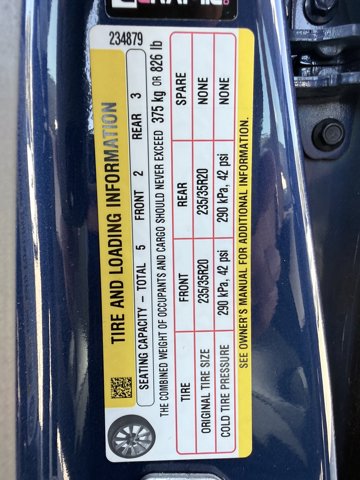 234879
TIRE AND LOADING INFORMATION
SEATING CAPACITY – TOTAL 5 FRONT 2 REAR 3
THE COMBINED WEIGHT OF OCCUPANTS AND CARGO SHOULD NEVER EXCEED 375 kg OR 826 lb
TIRE FRONT REAR SPARE
ORIGINAL TIRE SIZE 235/35R20 235/35R20 NONE
COLD TIRE PRESSURE 290 kPa, 42 psi 290 kPa, 42 psi NONE
SEE OWNER'S MANUAL FOR ADDITIONAL INFORMATION.